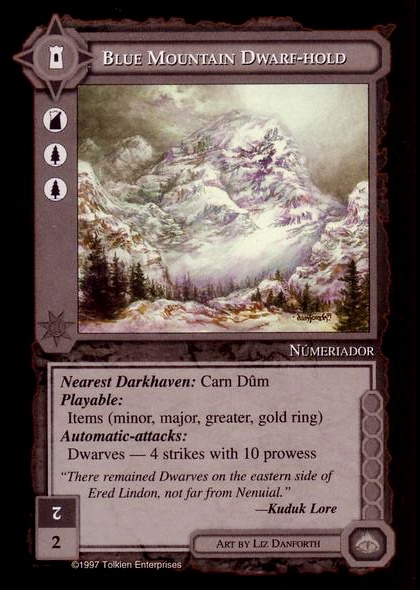 BLUE MOUNTAIN DWARF-HOLD
NÚMERIADOR
Nearest Darkhaven: Carn Dûm
Playable:
Items (minor, major, greater, gold ring)
Automatic-attacks:
Dwarves — 4 strikes with 10 prowess
“There remained Dwarves on the eastern side of
Ered Lindon, not far from Nenuial.”
—Kuduk Lore
2
2
ART BY LIZ DANFORTH
©1997 Tolkien Enterprises